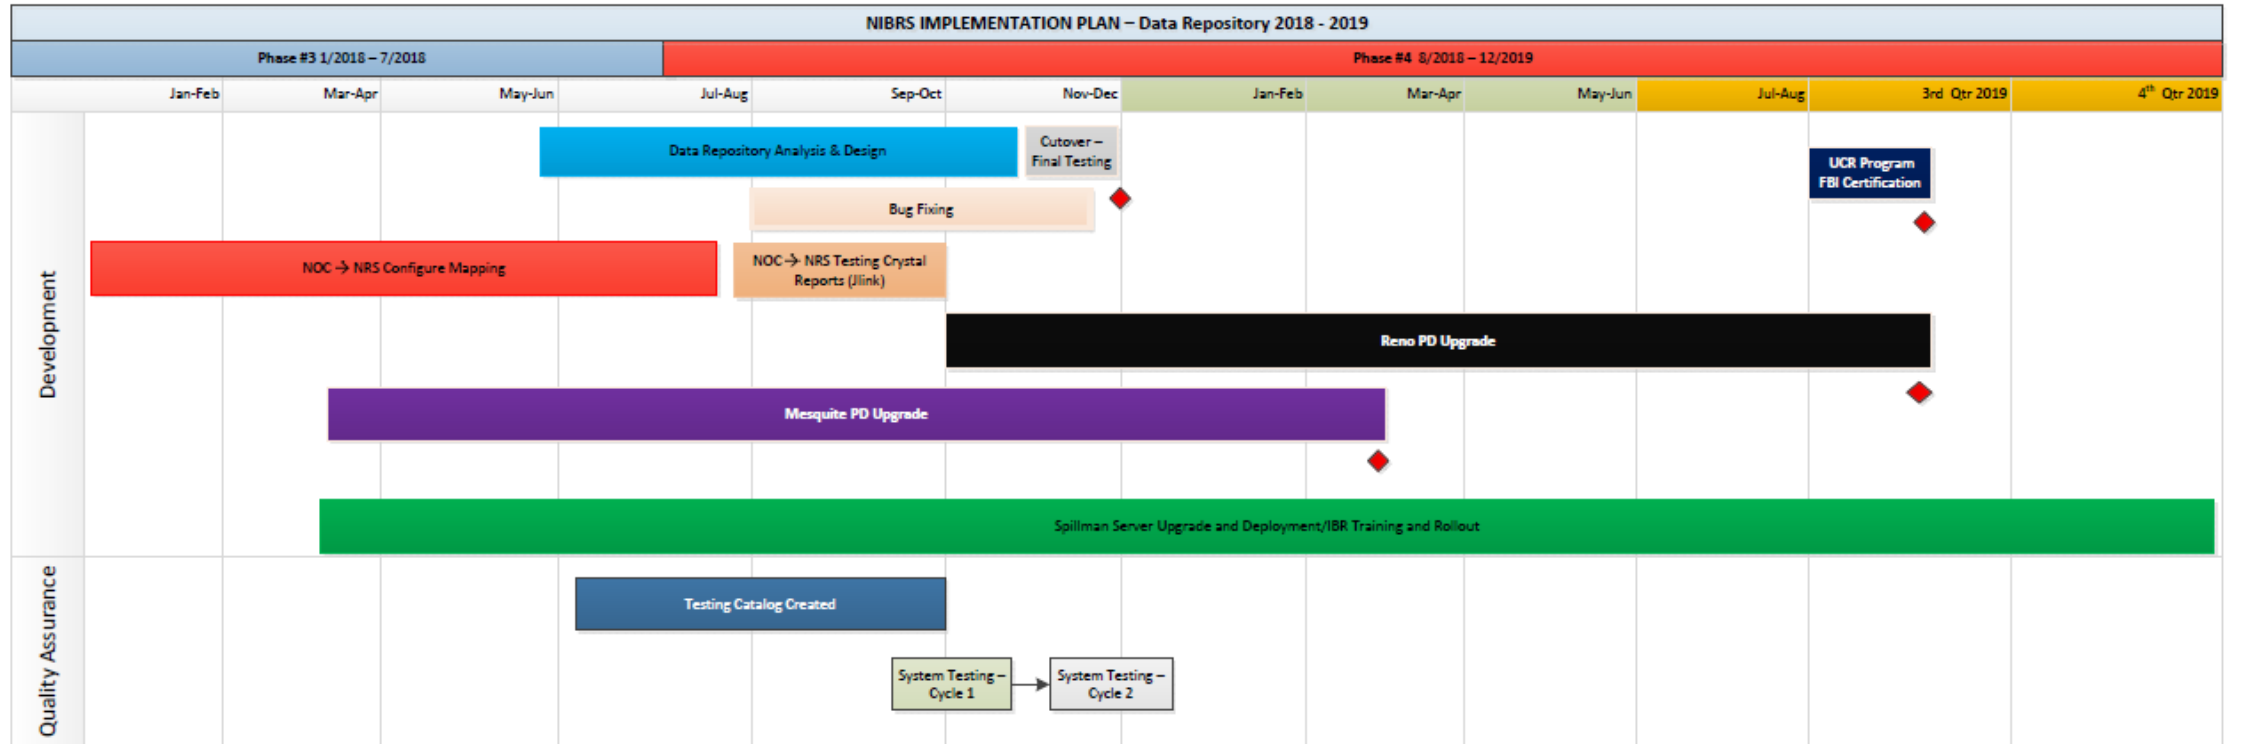 NIBRS IMPLEMENTATION PLAN – Data Repository 2018 - 2019
Phase #3 1/2018 – 7/2018
Phase #4  8/2018 – 12/2019
Jan-Feb
Mar-Apr
May-Jun
Jul-Aug
Sep-Oct
Nov-Dec
Jan-Feb
Mar-Apr
May-Jun
Jul-Aug
3rd Qtr 2019
4th Qtr 2019
Development
Data Repository Analysis & Design
Cutover –
Final Testing
UCR Program
FBI Certification
Bug Fixing
NOC → NRS Configure Mapping
NOC → NRS Testing Crystal
Reports (Jlink)
Reno PD Upgrade
Mesquite PD Upgrade
Spillman Server Upgrade and Deployment/IBR Training and Rollout
Quality Assurance
Testing Catalog Created
System Testing –
Cycle 1
System Testing –
Cycle 2